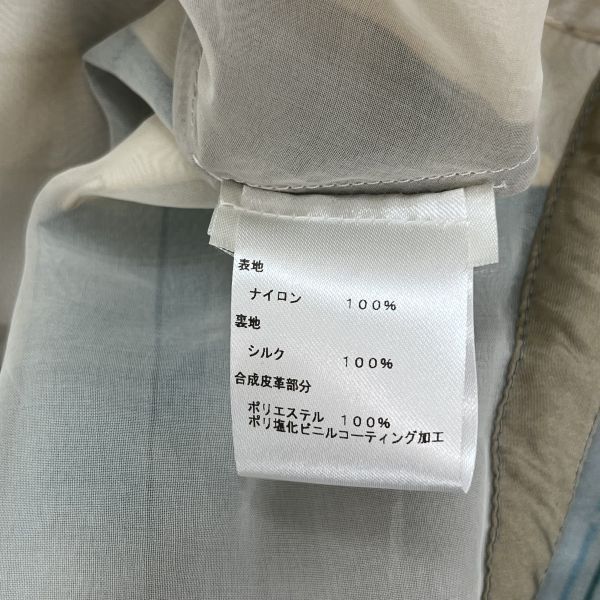 表地
ナイロン 100%
裏地
シルク 100%
合成皮革部分
ポリエステル 100%
ポリ塩化ビニルコーティング加工